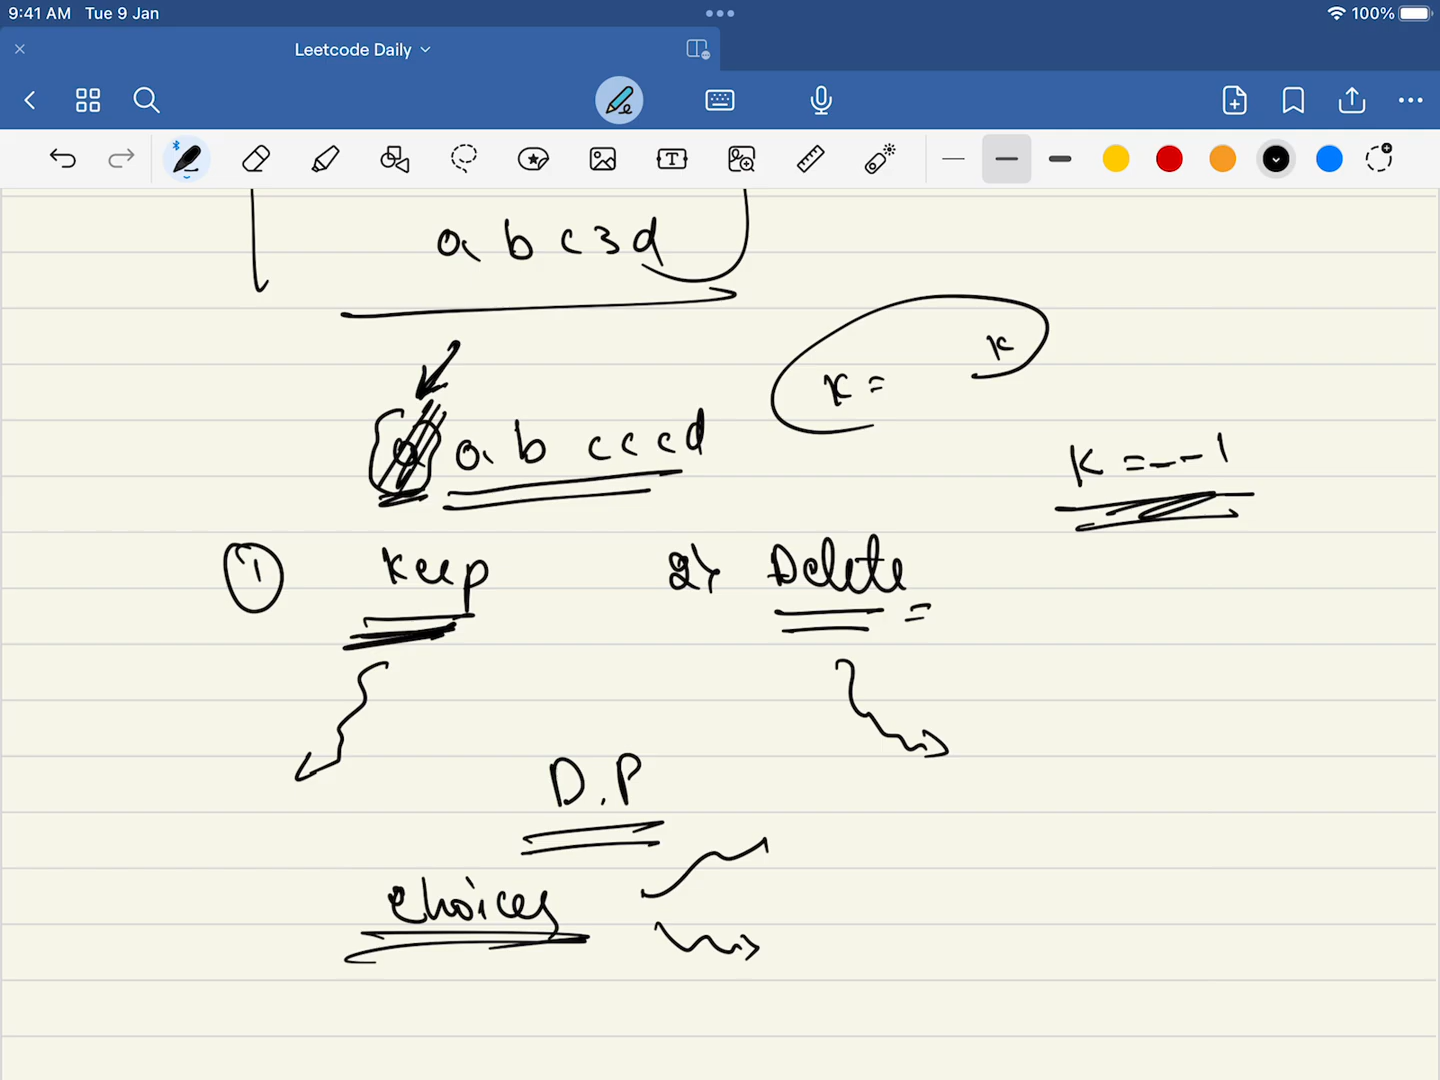 9:41 AM Tue 9 Jan 100%
Leetcode Daily
a b c 3 d
K
K =
a a b c c c d
K = -- 1
1 Keep 2) Delete =
D.P
choices